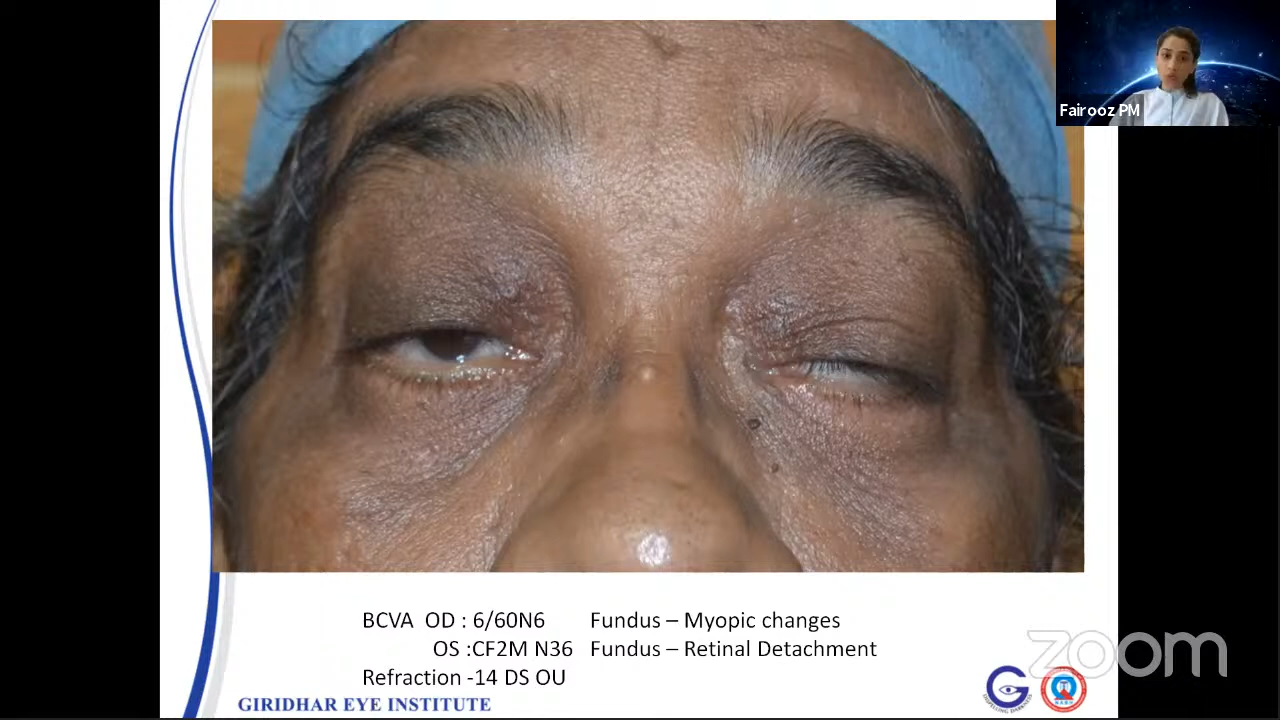 Fairooz PM
BCVA OD : 6/60N6 Fundus – Myopic changes
OS :CF2M N36 Fundus – Retinal Detachment
Refraction -14 DS OU
GIRIDHAR EYE INSTITUTE
zoom